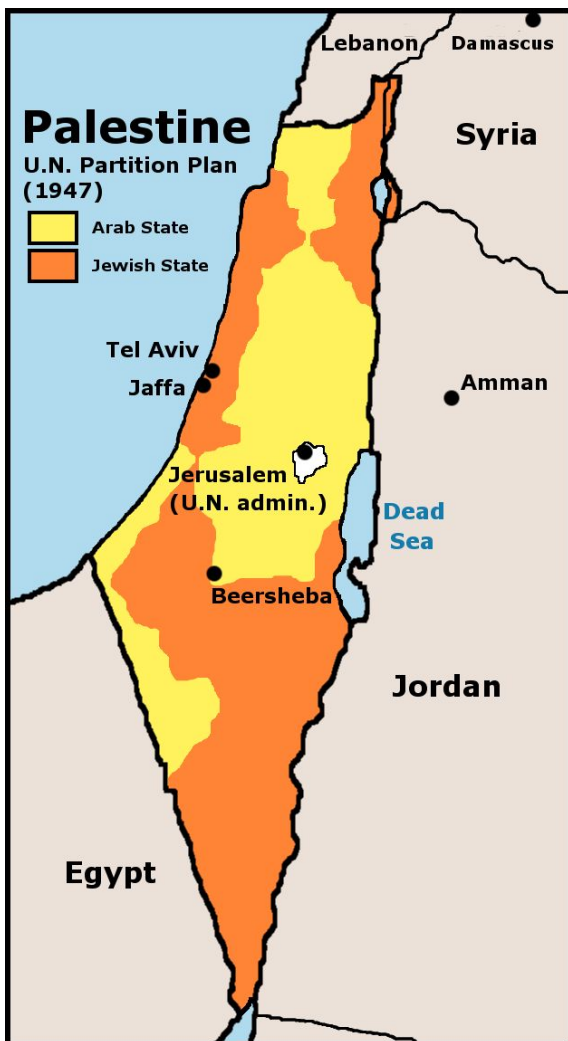 Lebanon
Damascus
Palestine
U.N. Partition Plan
(1947)
Syria
Arab State
Jewish State
Tel Aviv
Jaffa
Amman
Jerusalem
(U.N. admin.)
Dead
Sea
Beersheba
Jordan
Egypt